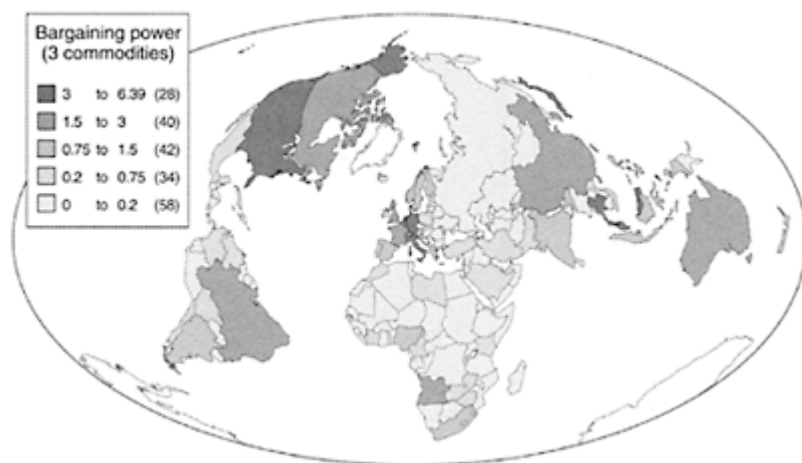 Bargaining power
(3 commodities)
3 to 6.39 (28)
1.5 to 3 (40)
0.75 to 1.5 (42)
0.2 to 0.75 (34)
0 to 0.2 (58)